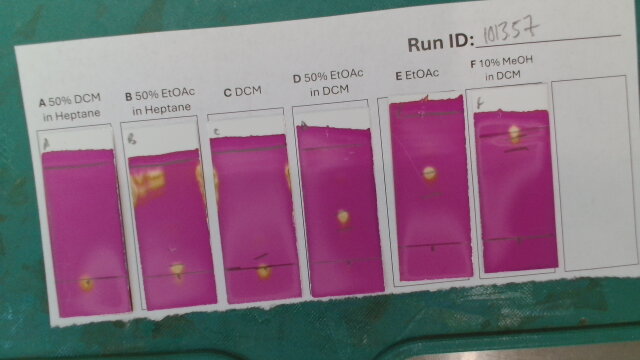 Run ID: 101357
A 50% DCM
in Heptane
B 50% EtOAc
in Heptane
C DCM
D 50% EtOAc
in DCM
E EtOAc
F 10% MeOH
in DCM
A
B
C